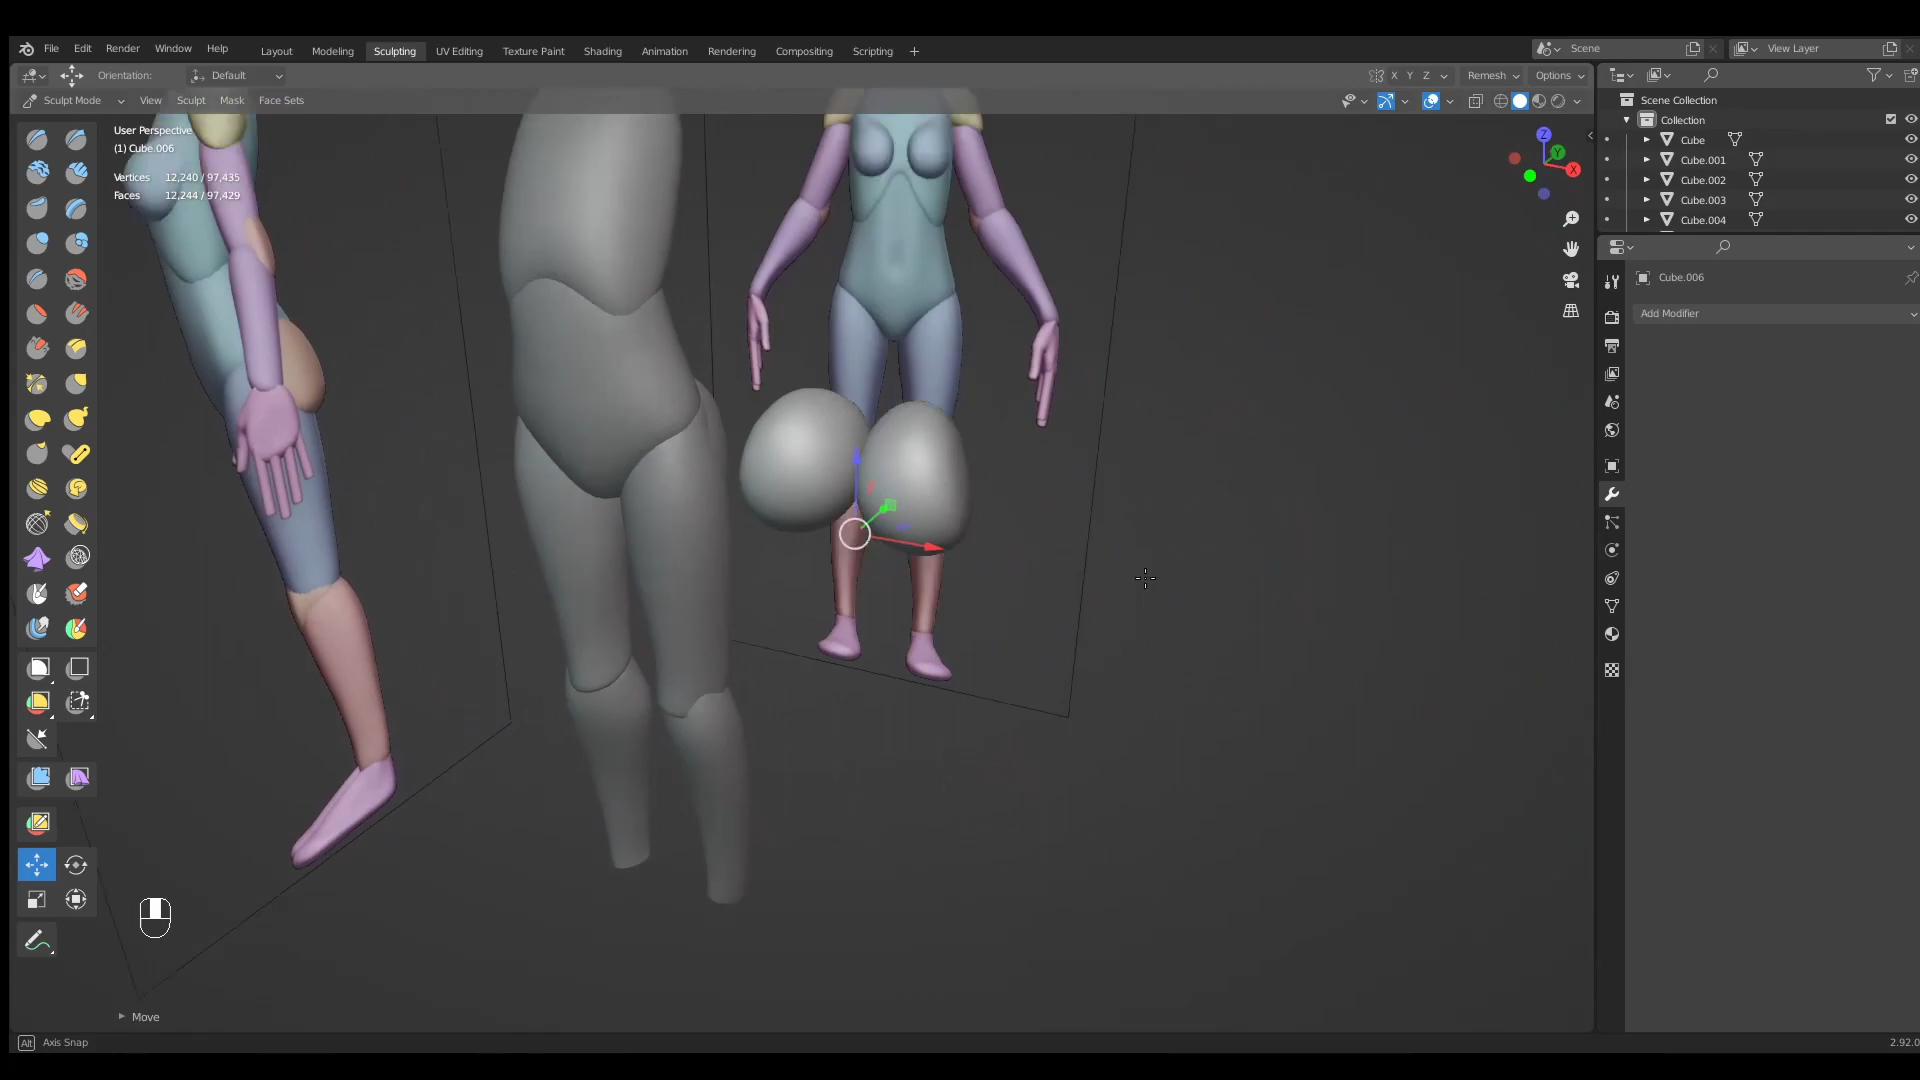 File Edit Render Window Help
Layout Modeling Sculpting UV Editing Texture Paint Shading Animation Rendering Compositing Scripting +
Scene
View Layer
Orientation: Default
X Y Z
Remesh
Options
Sculpt Mode View Sculpt Mask Face Sets
User Perspective
(1) Cube.006
Vertices 12,240 / 97,435
Faces 12,244 / 97,429
Z
Y
X
Scene Collection
Collection
Cube
Cube.001
Cube.002
Cube.003
Cube.004
Cube.006
Add Modifier
Move
Alt Axis Snap
2.92.0